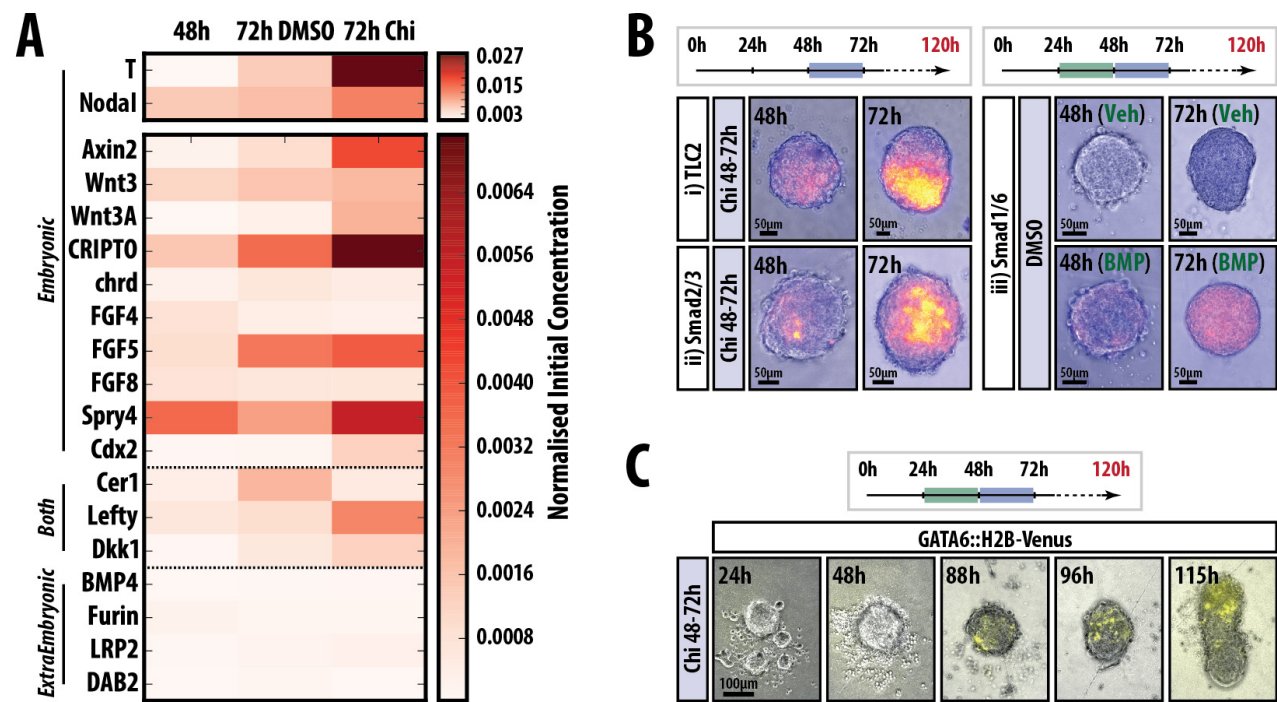 A
48h 72h DMSO 72h Chi
Embryonic
T
Nodal
Axin2
Wnt3
Wnt3A
CRIPTO
chrd
FGF4
FGF5
FGF8
Spry4
Cdx2
Both
Cer1
Lefty
Dkk1
ExtraEmbryonic
BMP4
Furin
LRP2
DAB2
0.027
0.015
0.003
0.0064
0.0056
0.0048
0.0040
0.0032
0.0024
0.0016
0.0008
Normalised Initial Concentration
B
0h 24h 48h 72h 120h
i) TLC2
Chi 48-72h
48h 72h
50µm 50µm
ii) Smad2/3
Chi 48-72h
48h 72h
50µm 50µm
0h 24h 48h 72h 120h
iii) Smad1/6
DMSO
48h (Veh) 72h (Veh)
50µm 50µm
48h (BMP) 72h (BMP)
50µm 50µm
C
0h 24h 48h 72h 120h
GATA6::H2B-Venus
Chi 48-72h
24h 48h 88h 96h 115h
100µm